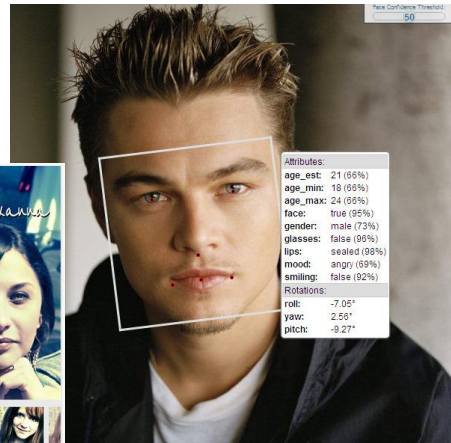 Face Confidence Threshold:
50
Attributes:
age_est: 21 (66%)
age_min: 18 (66%)
age_max: 24 (66%)
face: true (95%)
gender: male (73%)
glasses: false (96%)
lips: sealed (98%)
mood: angry (69%)
smiling: false (92%)
Rotations:
roll: -7.05°
yaw: 2.56°
pitch: -9.27°